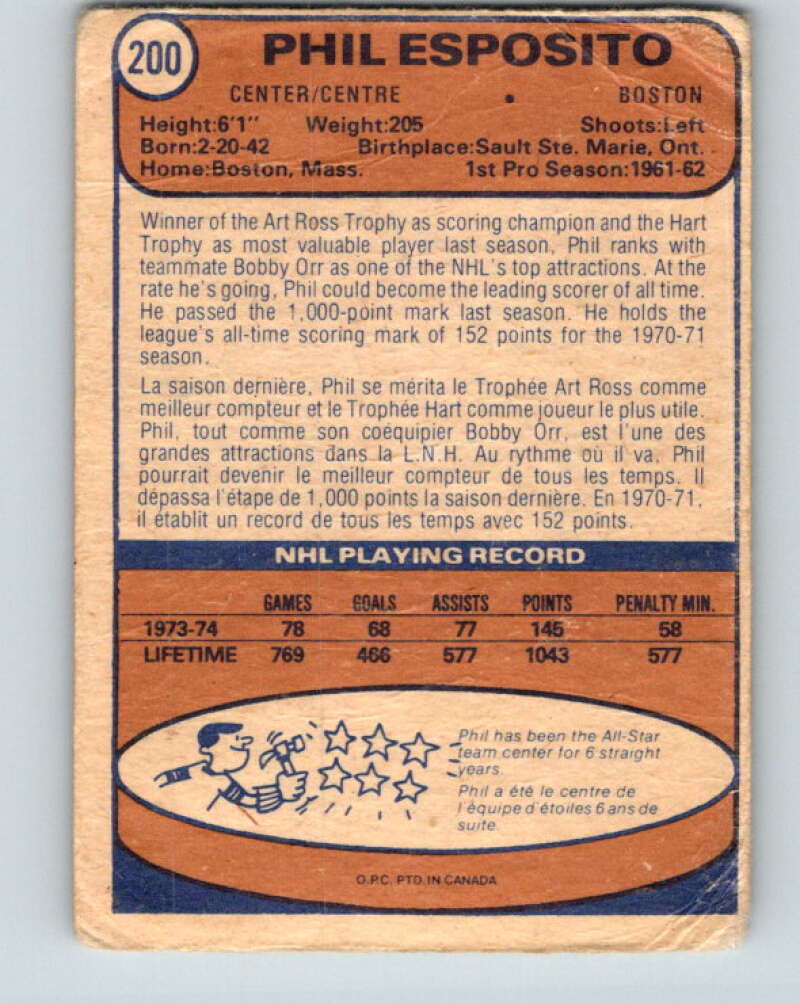 200
PHIL ESPOSITO
CENTER/CENTRE • BOSTON
Height:6'1" Weight:205 Shoots:Left
Born:2-20-42 Birthplace:Sault Ste. Marie, Ont.
Home:Boston, Mass. 1st Pro Season:1961-62
Winner of the Art Ross Trophy as scoring champion and the Hart
Trophy as most valuable player last season, Phil ranks with
teammate Bobby Orr as one of the NHL's top attractions. At the
rate he's going, Phil could become the leading scorer of all time.
He passed the 1,000-point mark last season. He holds the
league's all-time scoring mark of 152 points for the 1970-71
season.
La saison dernière, Phil se mérita le Trophée Art Ross comme
meilleur compteur et le Trophée Hart comme joueur le plus utile.
Phil, tout comme son coéquipier Bobby Orr, est l'une des
grandes attractions dans la L.N.H. Au rythme où il va, Phil
pourrait devenir le meilleur compteur de tous les temps. Il
dépassa l'étape de 1,000 points la saison dernière. En 1970-71,
il établit un record de tous les temps avec 152 points.
NHL PLAYING RECORD
GAMES GOALS ASSISTS POINTS PENALTY MIN.
1973-74 78 68 77 145 58
LIFETIME 769 466 577 1043 577
Phil has been the All-Star
team center for 6 straight
years.
Phil a été le centre de
l'équipe d'étoiles 6 ans de
suite.
O.P.C. PTD. IN CANADA